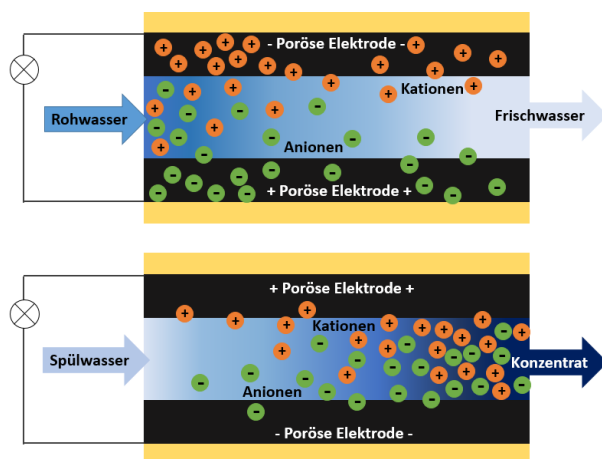 - Poröse Elektrode -
Kationen
Rohwasser
Frischwasser
Anionen
+ Poröse Elektrode +
+ Poröse Elektrode +
Kationen
Spülwasser
Konzentrat
Anionen
- Poröse Elektrode -